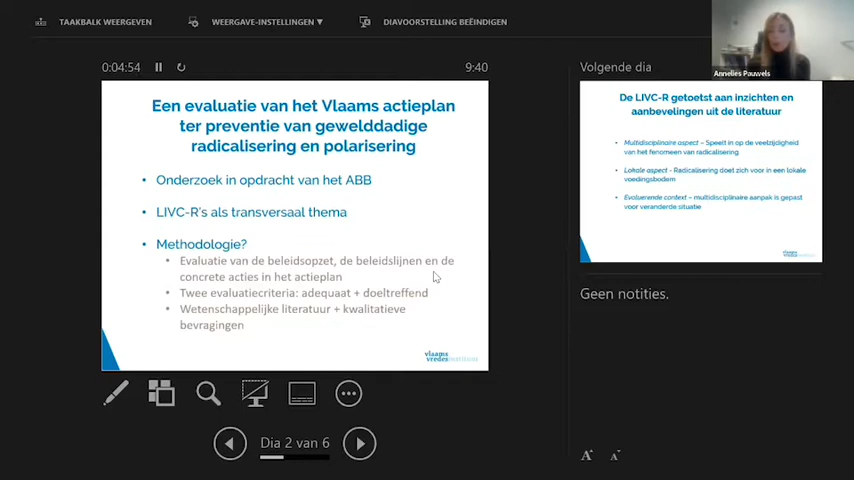 TAAKBALK WEERGEVEN
WEERGAVE-INSTELLINGEN ▼
DIAVOORSTELLING BEËINDIGEN
Annelies Pauwels
0:04:54
9:40
Een evaluatie van het Vlaams actieplan
ter preventie van gewelddadige
radicalisering en polarisering
• Onderzoek in opdracht van het ABB
• LIVC-R's als transversaal thema
• Methodologie?
• Evaluatie van de beleidsopzet, de beleidslijnen en de
concrete acties in het actieplan
• Twee evaluatiecriteria: adequaat + doeltreffend
• Wetenschappelijke literatuur + kwalitatieve
bevragingen
vlaams
vredesinstituut
Dia 2 van 6
Volgende dia
De LIVC-R getoetst aan inzichten en
aanbevelingen uit de literatuur
• Multidisciplinaire aspect – Speelt in op de veelzijdigheid
van het fenomeen van radicalisering
• Lokale aspect - Radicalisering doet zich voor in een lokale
voedingsbodem
• Evoluerende context – multidisciplinaire aanpak is gepast
voor veranderde situatie
vlaams
vredesinstituut
Geen notities.
A
A